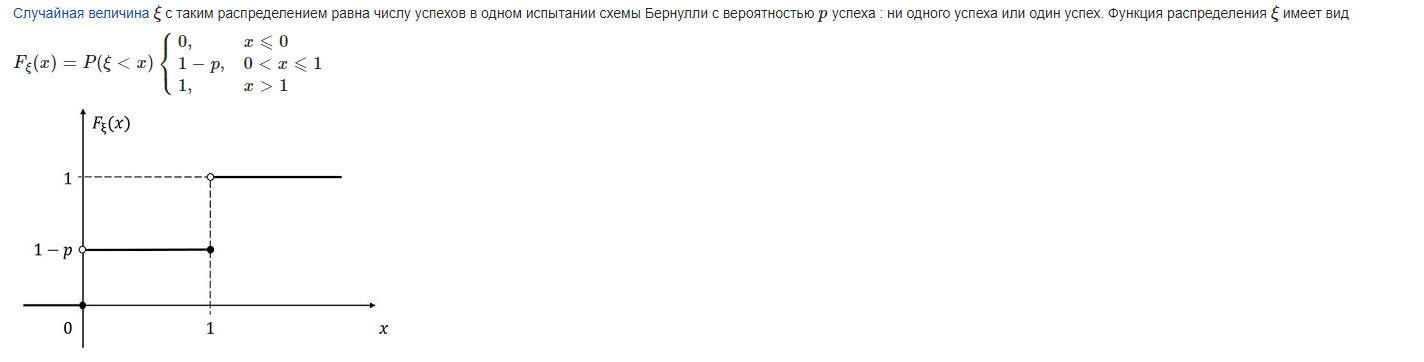 Случайная величина ξ с таким распределением равна числу успехов в одном испытании схемы Бернулли с вероятностью p успеха : ни одного успеха или один успех. Функция распределения ξ имеет вид
0, x ⩽ 0
F_ξ(x) = P(ξ < x) { 1 − p, 0 < x ⩽ 1
1, x > 1
F_ξ(x)
1
1 − p
0 1 x